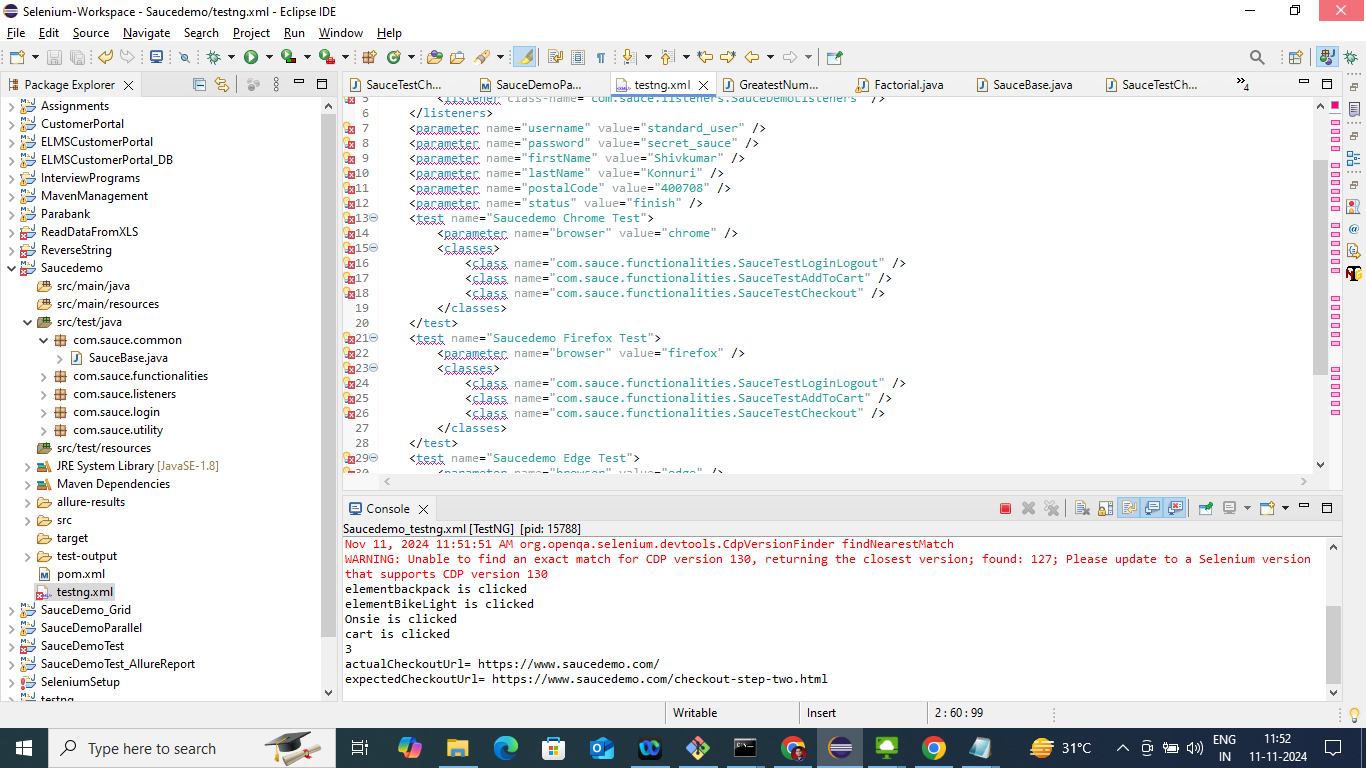 Selenium-Workspace - Saucedemo/testng.xml - Eclipse IDE
File Edit Source Navigate Search Project Run Window Help
Package Explorer
Assignments
CustomerPortal
ELMSCustomerPortal
ELMSCustomerPortal_DB
InterviewPrograms
MavenManagement
Parabank
ReadDataFromXLS
ReverseString
Saucedemo
src/main/java
src/main/resources
src/test/java
com.sauce.common
SauceBase.java
com.sauce.functionalities
com.sauce.listeners
com.sauce.login
com.sauce.utility
src/test/resources
JRE System Library [JavaSE-1.8]
Maven Dependencies
allure-results
src
target
test-output
pom.xml
testng.xml
SauceDemo_Grid
SauceDemoParallel
SauceDemoTest
SauceDemoTest_AllureReport
SeleniumSetup
testng
SauceTestCh... SauceDemoPa... testng.xml GreatestNum... Factorial.java SauceBase.java SauceTestCh... 4
5 <listener class-name="com.sauce.listeners.SauceDemoListeners" />
6 </listeners>
7 <parameter name="username" value="standard_user" />
8 <parameter name="password" value="secret_sauce" />
9 <parameter name="firstName" value="Shivkumar" />
10 <parameter name="lastName" value="Konnuri" />
11 <parameter name="postalCode" value="400708" />
12 <parameter name="status" value="finish" />
13 <test name="Saucedemo Chrome Test">
14 <parameter name="browser" value="chrome" />
15 <classes>
16 <class name="com.sauce.functionalities.SauceTestLoginLogout" />
17 <class name="com.sauce.functionalities.SauceTestAddToCart" />
18 <class name="com.sauce.functionalities.SauceTestCheckout" />
19 </classes>
20 </test>
21 <test name="Saucedemo Firefox Test">
22 <parameter name="browser" value="firefox" />
23 <classes>
24 <class name="com.sauce.functionalities.SauceTestLoginLogout" />
25 <class name="com.sauce.functionalities.SauceTestAddToCart" />
26 <class name="com.sauce.functionalities.SauceTestCheckout" />
27 </classes>
28 </test>
29 <test name="Saucedemo Edge Test">
30 <parameter name="browser" value="edge" />
Console
Saucedemo_testng.xml [TestNG] [pid: 15788]
Nov 11, 2024 11:51:51 AM org.openqa.selenium.devtools.CdpVersionFinder findNearestMatch
WARNING: Unable to find an exact match for CDP version 130, returning the closest version; found: 127; Please update to a Selenium version
that supports CDP version 130
elementbackpack is clicked
elementBikeLight is clicked
Onsie is clicked
cart is clicked
3
actualCheckoutUrl= https://www.saucedemo.com/
expectedCheckoutUrl= https://www.saucedemo.com/checkout-step-two.html
Writable Insert 2 : 60 : 99
Type here to search
31°C
ENG
IN
11:52
11-11-2024